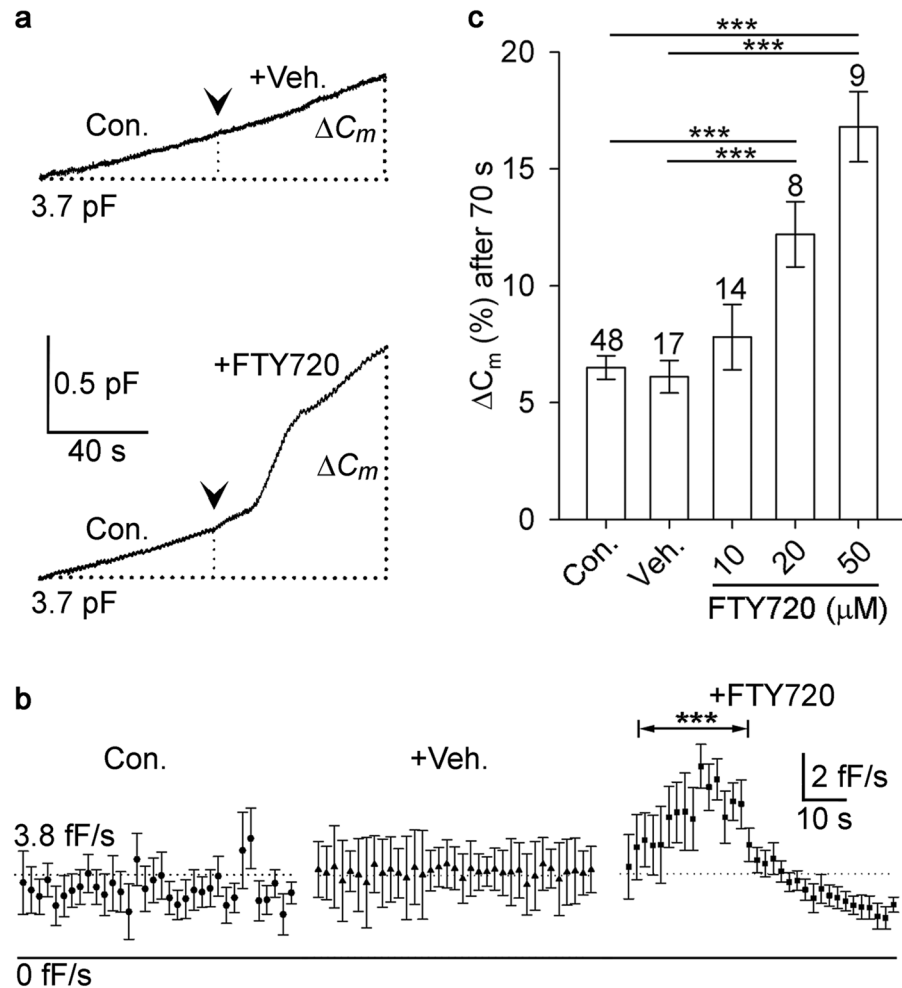 a
+Veh.
Con.
ΔCm
3.7 pF
+FTY720
0.5 pF
40 s
ΔCm
Con.
3.7 pF
c
***
***
***
***
ΔCm (%) after 70 s
20
15
10
5
0
48
17
14
8
9
Con.
Veh.
10
20
50
FTY720 (μM)
b
+FTY720
***
Con.
+Veh.
2 fF/s
10 s
3.8 fF/s
0 fF/s